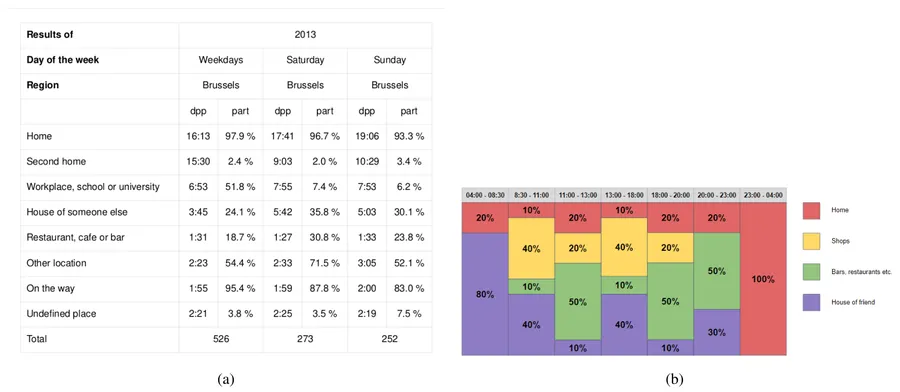 Results of 2013
Day of the week Weekdays Saturday Sunday
Region Brussels Brussels Brussels
dpp part dpp part dpp part
Home 16:13 97.9 % 17:41 96.7 % 19:06 93.3 %
Second home 15:30 2.4 % 9:03 2.0 % 10:29 3.4 %
Workplace, school or university 6:53 51.8 % 7:55 7.4 % 7:53 6.2 %
House of someone else 3:45 24.1 % 5:42 35.8 % 5:03 30.1 %
Restaurant, cafe or bar 1:31 18.7 % 1:27 30.8 % 1:33 23.8 %
Other location 2:23 54.4 % 2:33 71.5 % 3:05 52.1 %
On the way 1:55 95.4 % 1:59 87.8 % 2:00 83.0 %
Undefined place 2:21 3.8 % 2:25 3.5 % 2:19 7.5 %
Total 526 273 252
(a)
04:00 - 08:30 8:30 - 11:00 11:00 - 13:00 13:00 - 18:00 18:00 - 20:00 20:00 - 23:00 23:00 - 04:00
20% 10% 20% 10% 20% 20% Home
40% 20% 40% 20% Shops
50% 100% Bars, restaurants etc.
80% 10% 50% 10% 50% House of friend
40% 40% 30%
10% 10%
(b)